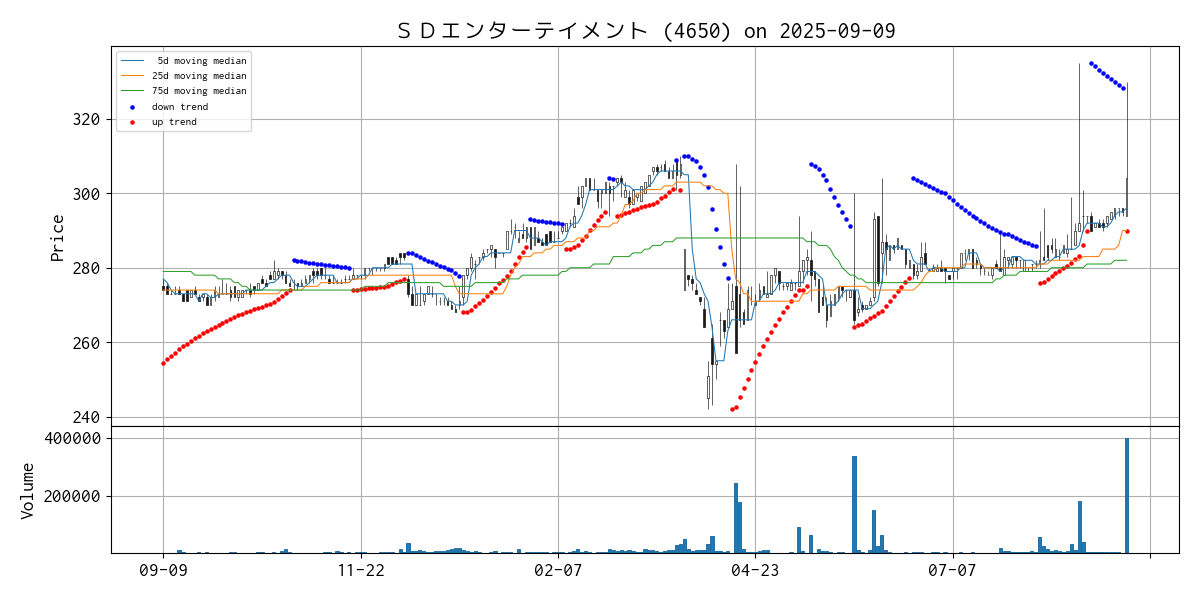 ＳＤエンターテイメント (4650) on 2025-09-09
5d moving median
25d moving median
75d moving median
down trend
up trend
Price
320
300
280
260
240
Volume
400000
200000
09-09
11-22
02-07
04-23
07-07